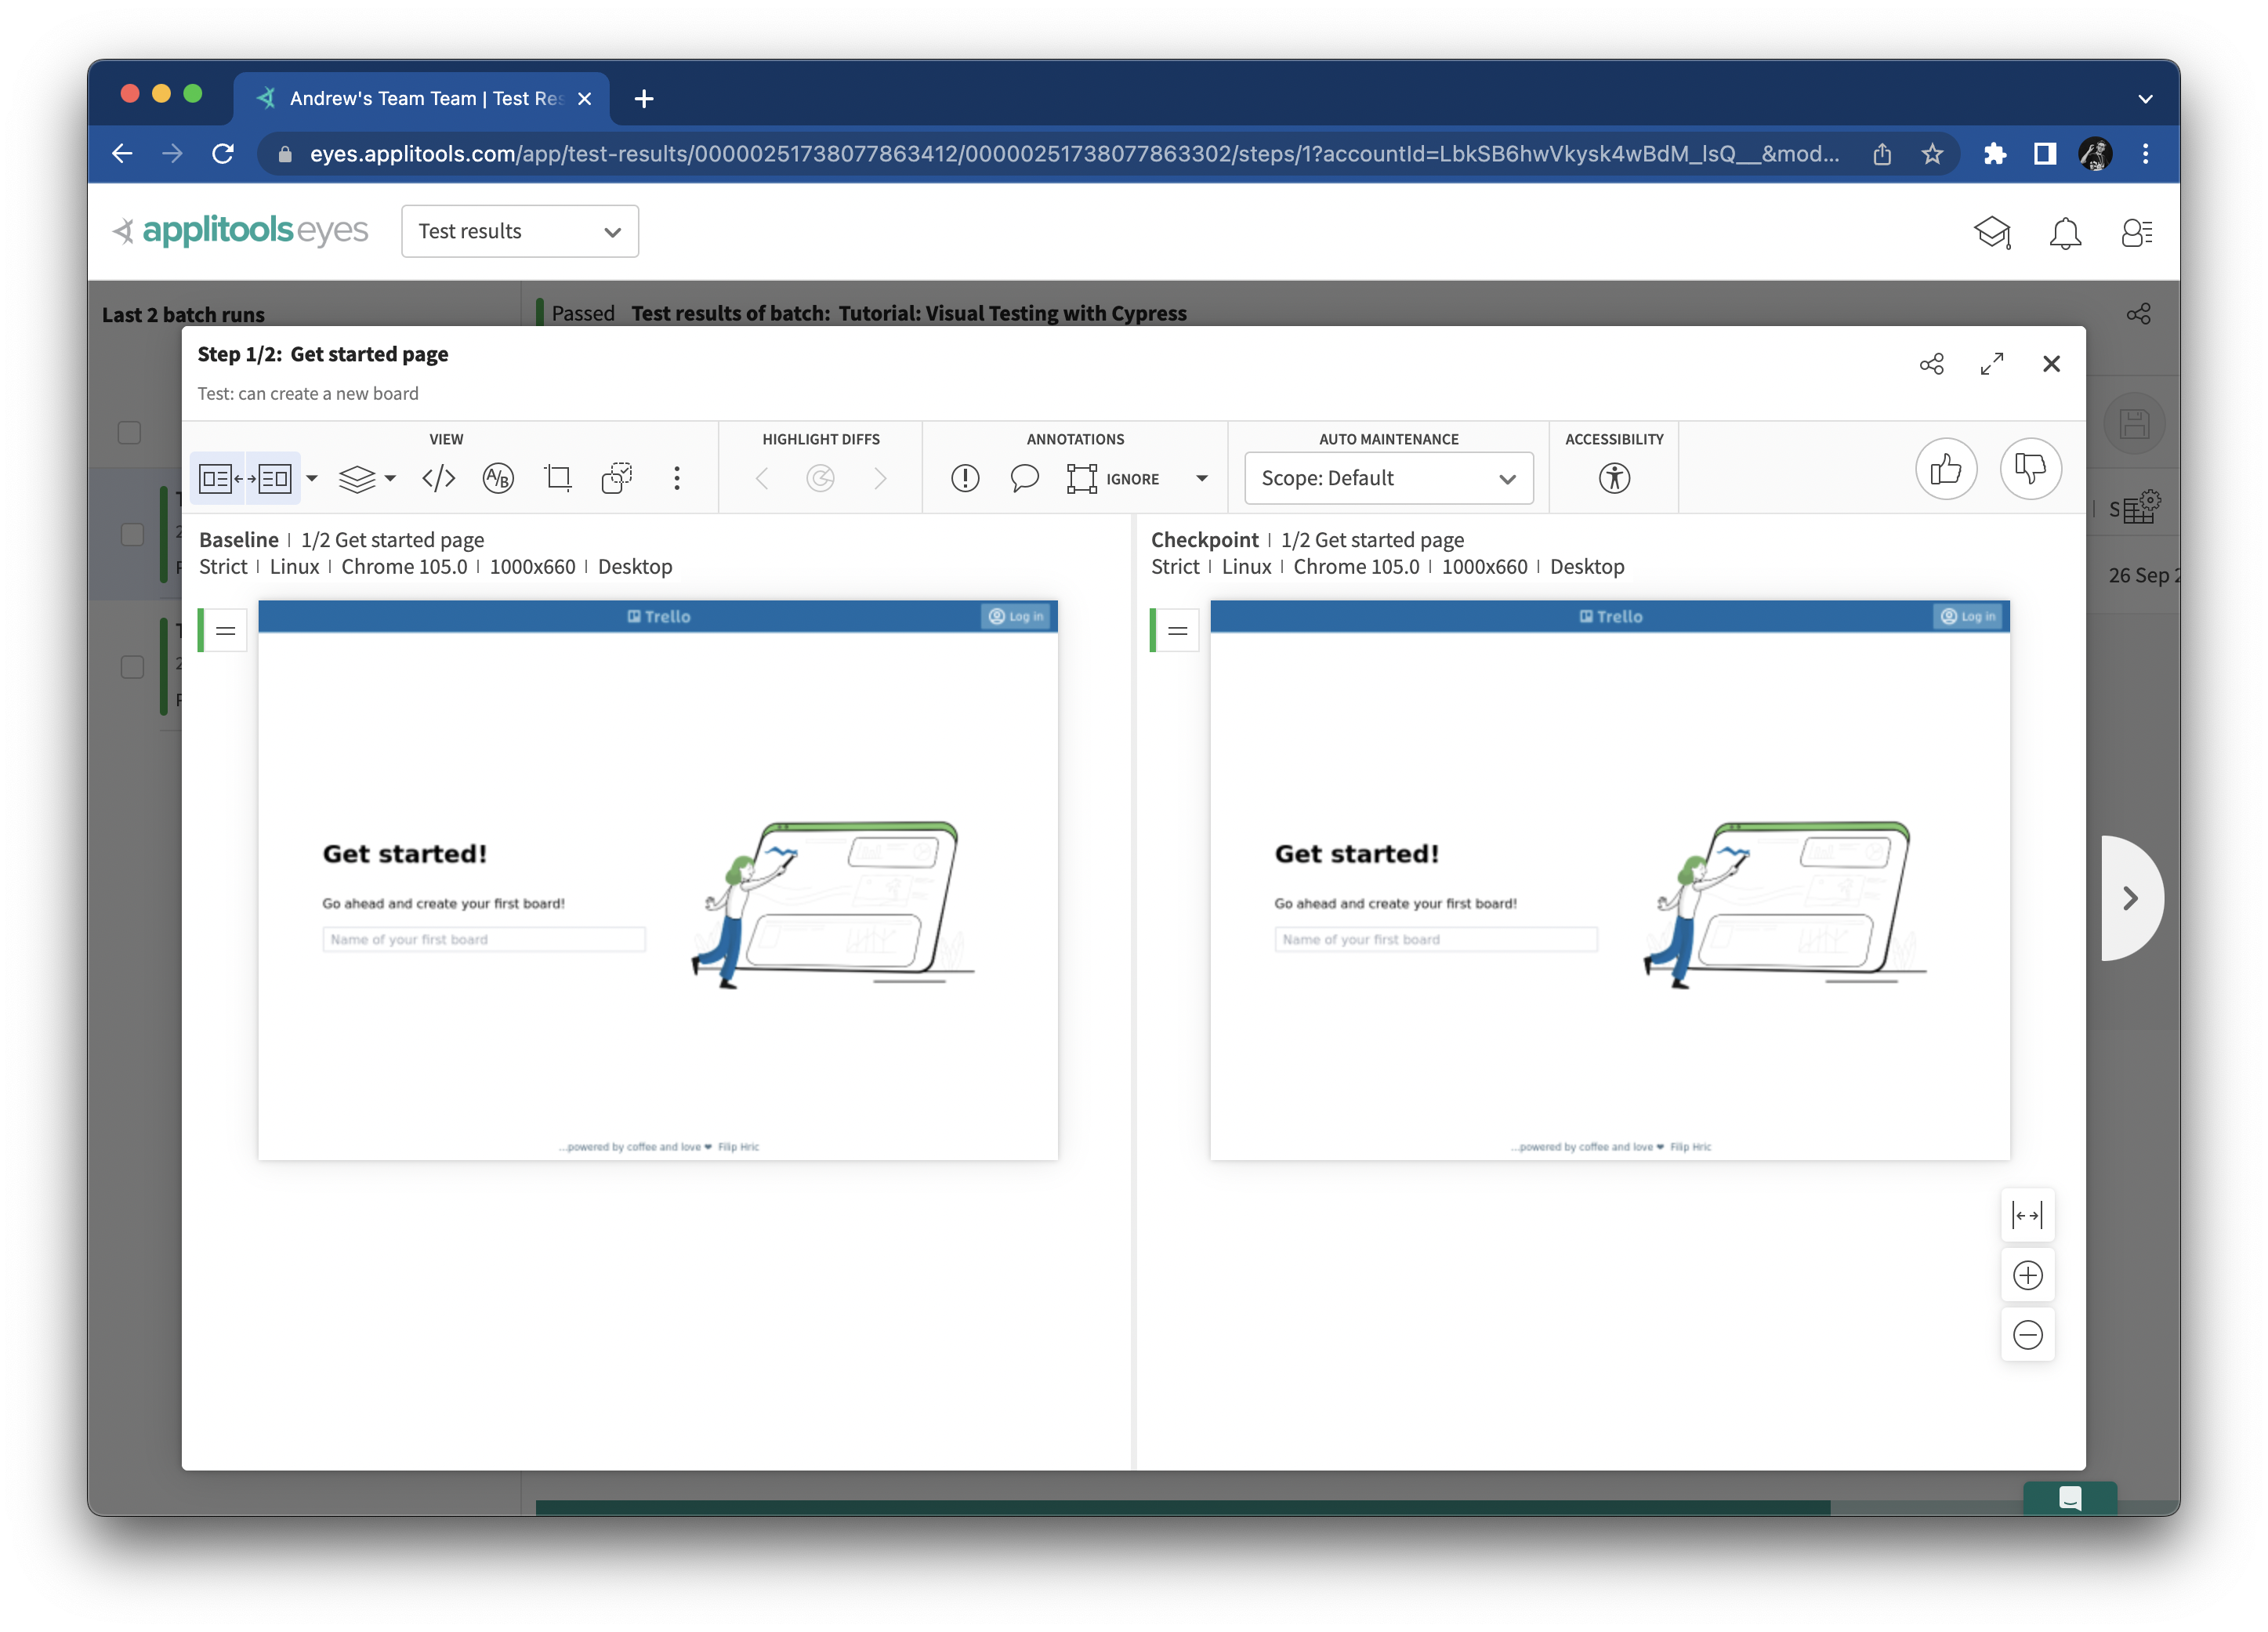 Andrew's Team Team | Test Res
eyes.applitools.com/app/test-results/00000251738077863412/00000251738077863302/steps/1?accountId=LbkSB6hwVkysk4wBdM_lsQ__&mod...
applitools eyes
Test results
Last 2 batch runs
Passed Test results of batch: Tutorial: Visual Testing with Cypress
Step 1/2: Get started page
Test: can create a new board
VIEW
HIGHLIGHT DIFFS
ANNOTATIONS
AUTO MAINTENANCE
ACCESSIBILITY
A/B
IGNORE
Scope: Default
26 Sep 2
Baseline | 1/2 Get started page
Strict | Linux | Chrome 105.0 | 1000x660 | Desktop
Trello
Log in
Get started!
Go ahead and create your first board!
Name of your first board
...powered by coffee and love ❤ Filip Hric
Checkpoint | 1/2 Get started page
Strict | Linux | Chrome 105.0 | 1000x660 | Desktop
Trello
Log in
Get started!
Go ahead and create your first board!
Name of your first board
...powered by coffee and love ❤ Filip Hric